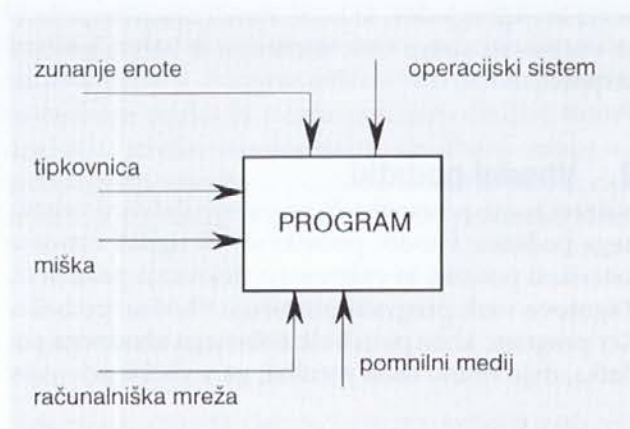 zunanje enote
operacijski sistem
tipkovnica
PROGRAM
miška
pomnilni medij
računalniška mreža